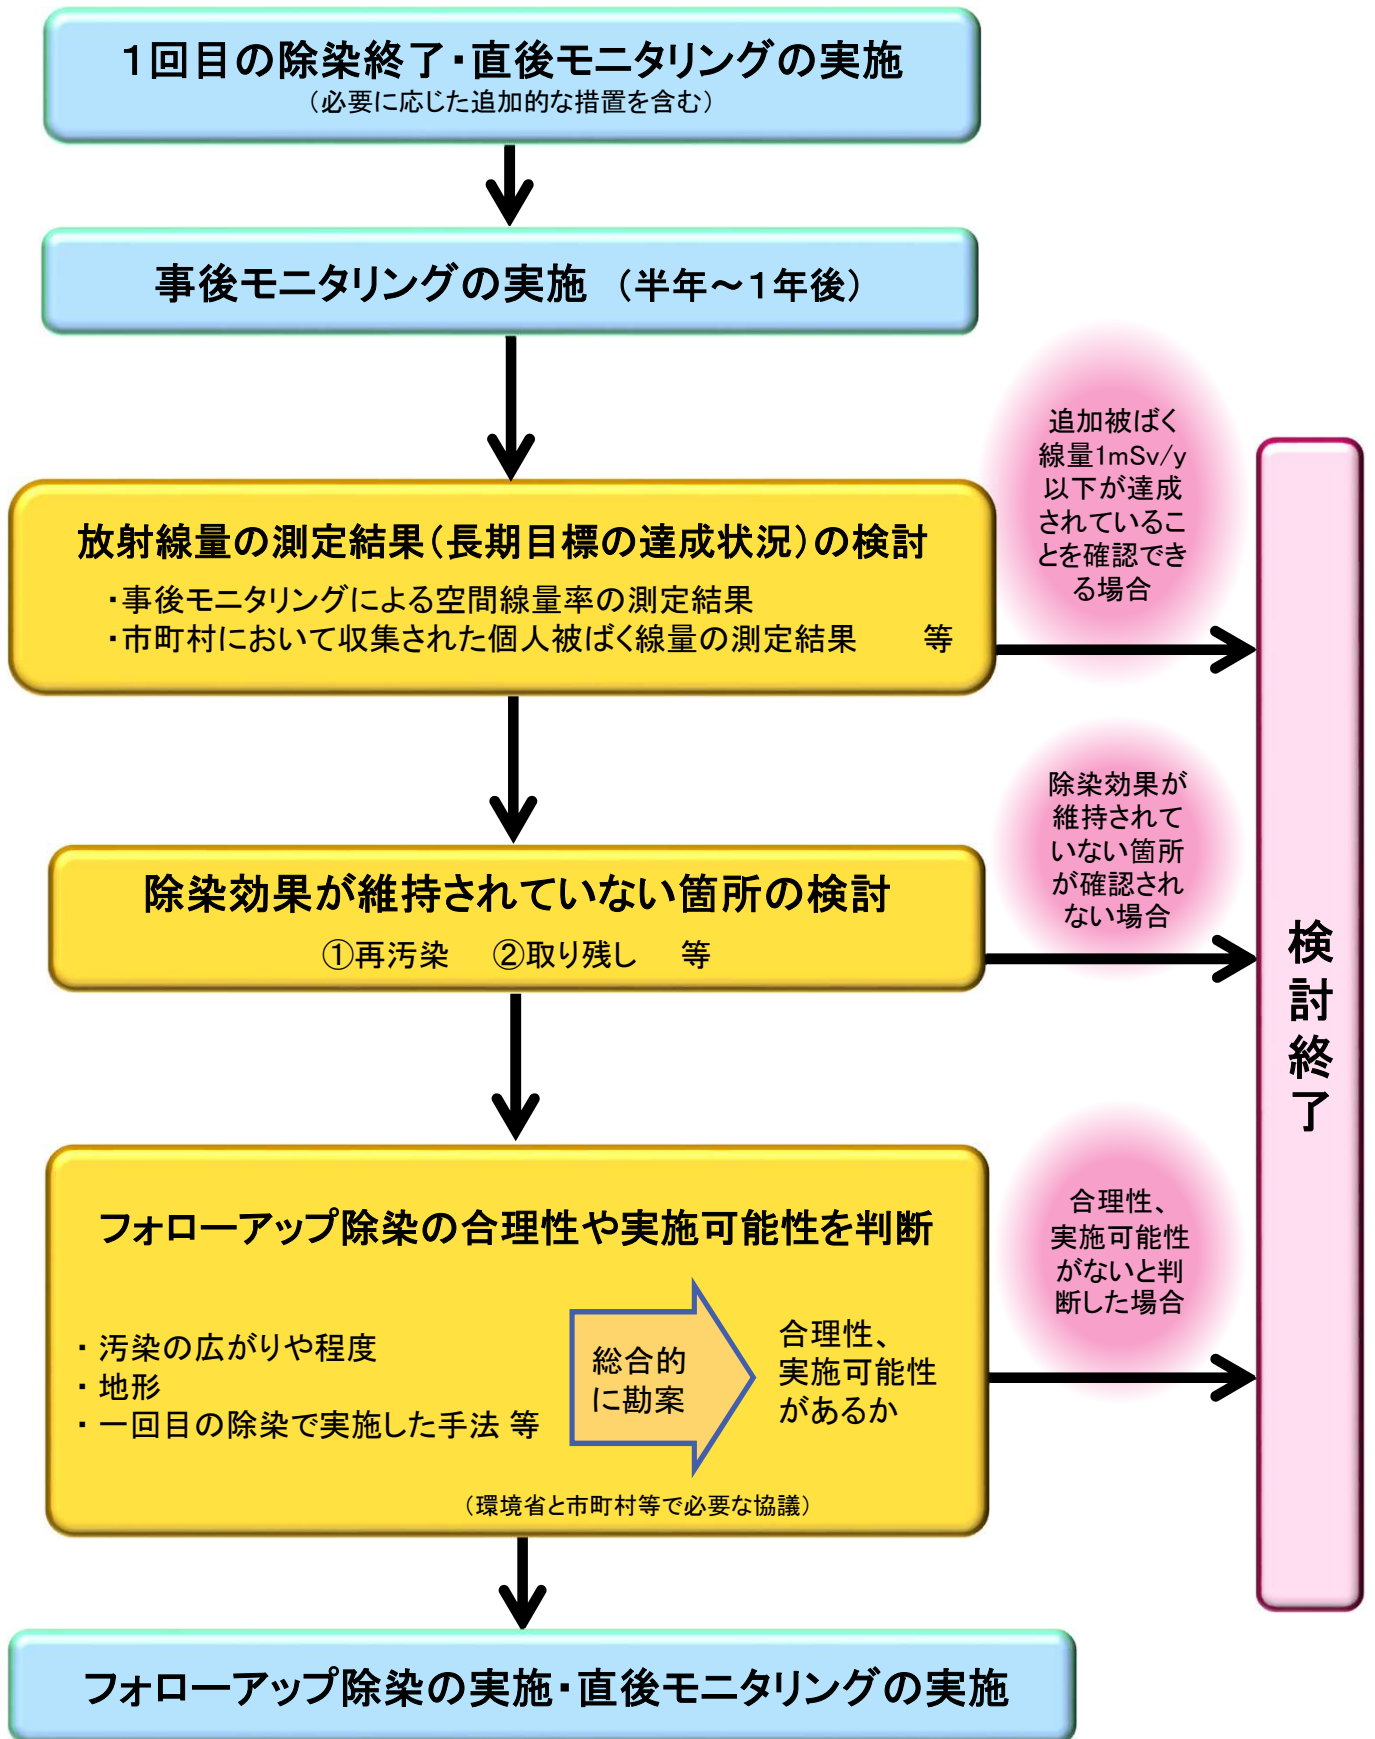 １回目の除染終了・直後モニタリングの実施
（必要に応じた追加的な措置を含む）
事後モニタリングの実施　（半年～１年後）
放射線量の測定結果（長期目標の達成状況）の検討
・事後モニタリングによる空間線量率の測定結果
・市町村において収集された個人被ばく線量の測定結果　　等
追加被ばく
線量1mSv/y
以下が達成
されているこ
とを確認でき
る場合
除染効果が維持されていない箇所の検討
①再汚染　②取り残し　等
除染効果が
維持されて
いない箇所
が確認され
ない場合
フォローアップ除染の合理性や実施可能性を判断
・ 汚染の広がりや程度
・ 地形
・ 一回目の除染で実施した手法 等
総合的
に勘案
合理性、
実施可能性
があるか
（環境省と市町村等で必要な協議）
合理性、
実施可能性
がないと判
断した場合
検討終了
フォローアップ除染の実施・直後モニタリングの実施